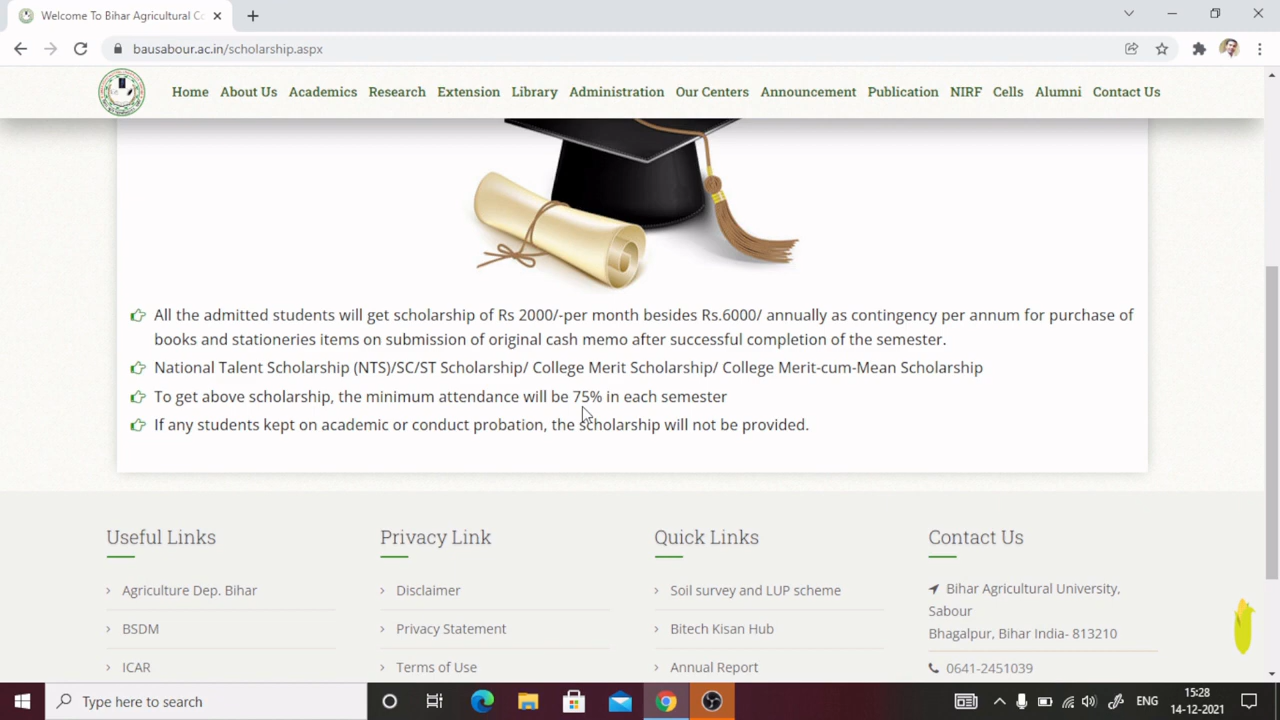 Welcome To Bihar Agricultural Co
bausabour.ac.in/scholarship.aspx
Home About Us Academics Research Extension Library Administration Our Centers Announcement Publication NIRF Cells Alumni Contact Us
All the admitted students will get scholarship of Rs 2000/-per month besides Rs.6000/ annually as contingency per annum for purchase of
books and stationeries items on submission of original cash memo after successful completion of the semester.
National Talent Scholarship (NTS)/SC/ST Scholarship/ College Merit Scholarship/ College Merit-cum-Mean Scholarship
To get above scholarship, the minimum attendance will be 75% in each semester
If any students kept on academic or conduct probation, the scholarship will not be provided.
Useful Links
Agriculture Dep. Bihar
BSDM
ICAR
Privacy Link
Disclaimer
Privacy Statement
Terms of Use
Quick Links
Soil survey and LUP scheme
Bitech Kisan Hub
Annual Report
Contact Us
Bihar Agricultural University,
Sabour
Bhagalpur, Bihar India- 813210
0641-2451039
Type here to search
ENG
15:28
14-12-2021